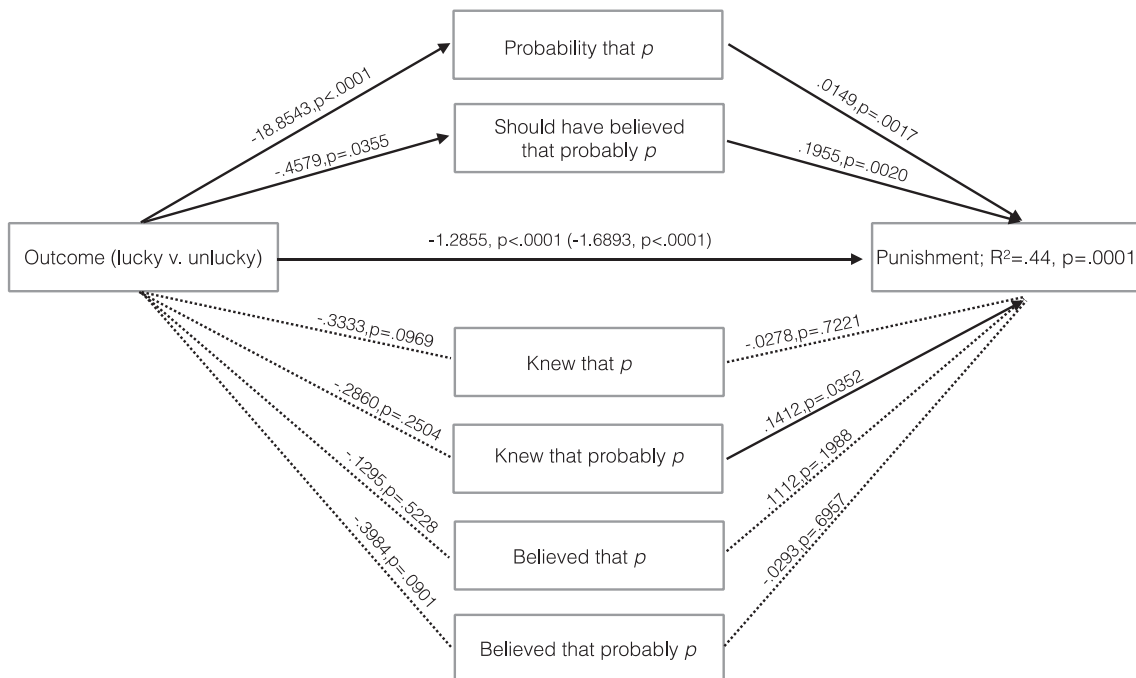 Probability that p
-18.8543,p<.0001
.0149,p=.0017
Should have believed
that probably p
-.4579,p=.0355
.1955,p=.0020
Outcome (lucky v. unlucky)
-1.2855, p<.0001 (-1.6893, p<.0001)
Punishment; R²=.44, p=.0001
-.3333,p=.0969
Knew that p
-.0278,p=.7221
-.2860,p=.2504
Knew that probably p
.1412,p=.0352
-.1295,p=.5228
Believed that p
.1112,p=.1988
-.3984,p=.0901
Believed that probably p
-.0293,p=.6957